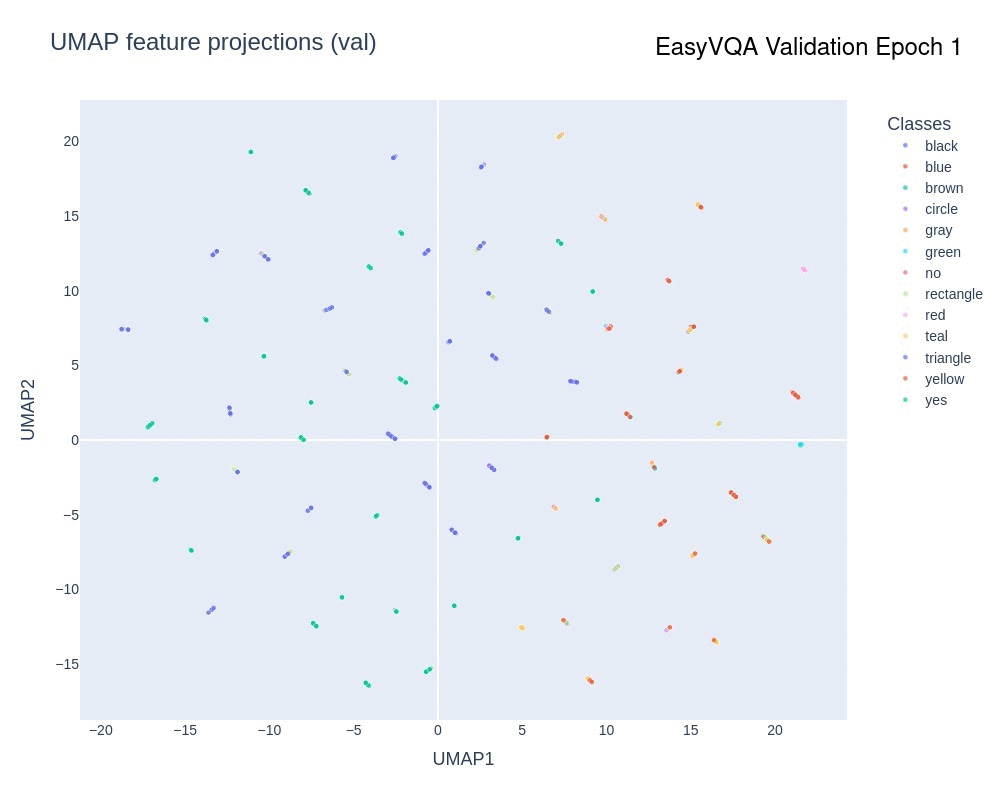 UMAP feature projections (val)
EasyVQA Validation Epoch 1
Classes
black
blue
brown
circle
gray
green
no
rectangle
red
teal
triangle
yellow
yes
20
15
10
5
0
−5
−10
−15
UMAP2
−20
−15
−10
−5
0
5
10
15
20
UMAP1